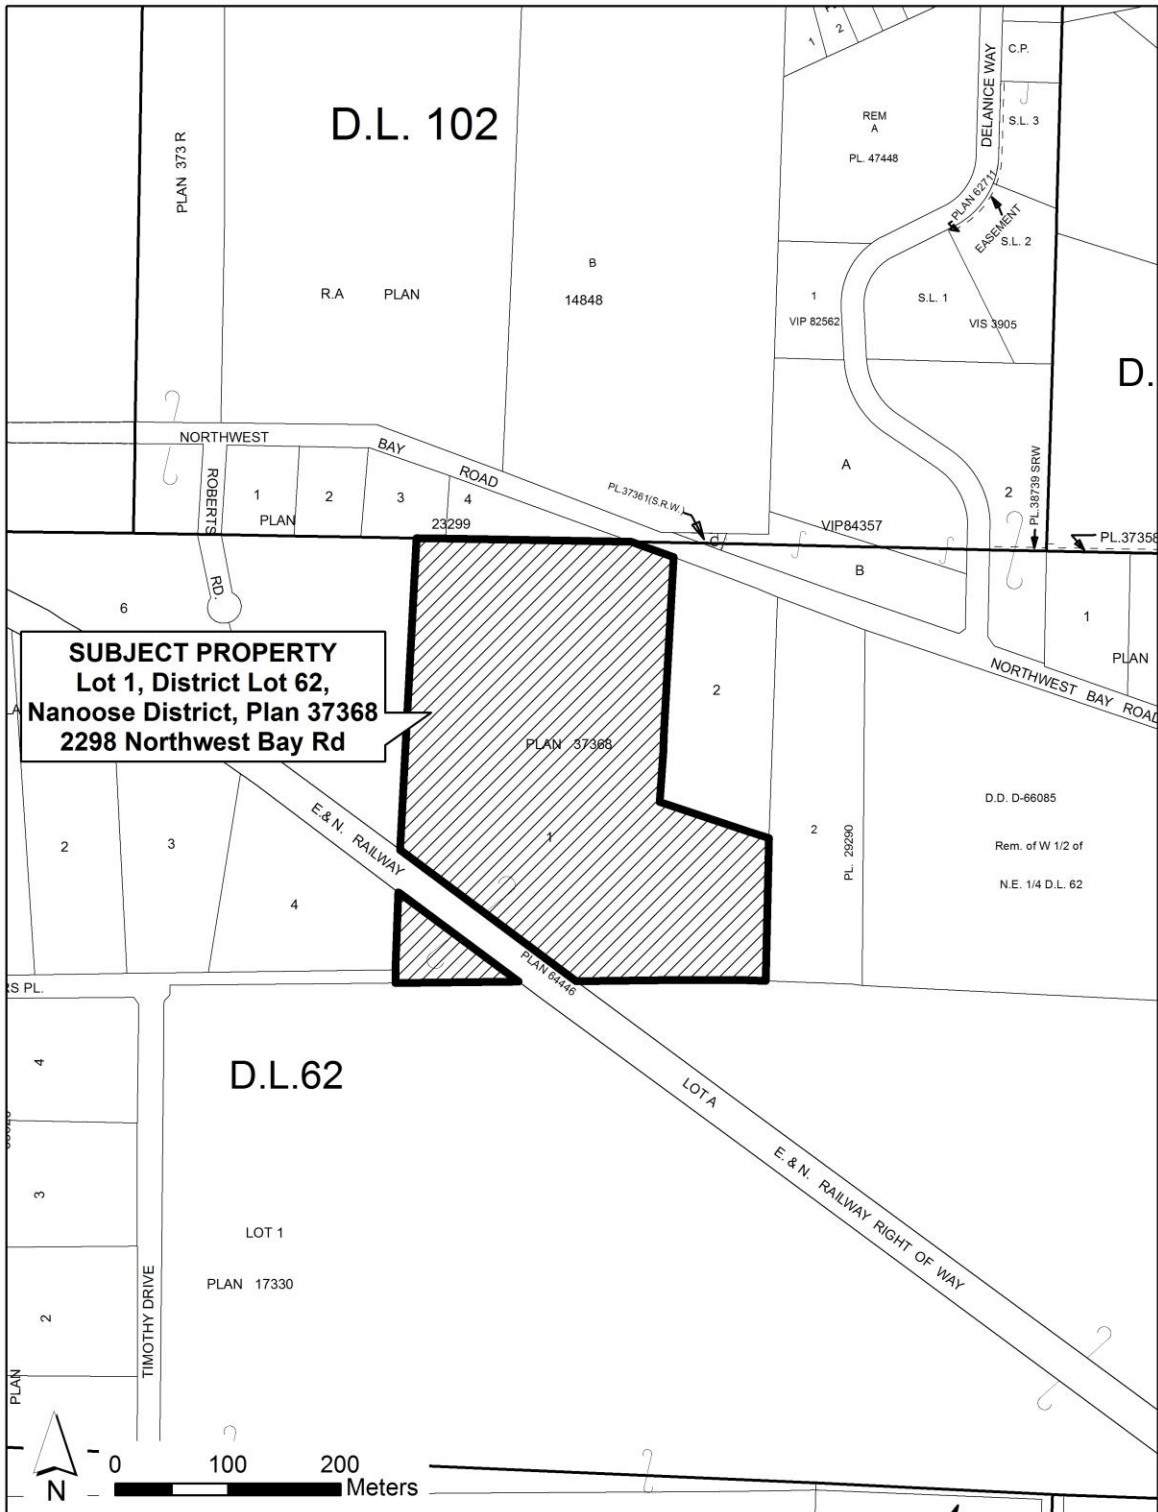 1
2
C.P.
DELANICE WAY
D.L. 102
REM
A
PL. 47448
S.L. 3
PLAN 373 R
PLAN 62711
EASEMENT
S.L. 2
B
14848
R.A PLAN
1
VIP 82562
S.L. 1
VIS 3905
D.
NORTHWEST BAY ROAD
ROBERTS RD.
1
2
3
4
PLAN
23299
PL.37361(S.R.W.)
C
A
VIP84357
2
PL.38739 SRW
PL.37358
B
6
1
PLAN
SUBJECT PROPERTY
Lot 1, District Lot 62,
Nanoose District, Plan 37368
2298 Northwest Bay Rd
2
NORTHWEST BAY ROAD
PLAN 37368
A
D.D. D-66085
Rem. of W 1/2 of
N.E. 1/4 D.L. 62
2
PL. 29290
1
E.& N. RAILWAY
2
3
4
PLAN 64446
RS PL.
D.L.62
4
LOT A
E. & N. RAILWAY RIGHT OF WAY
3
LOT 1
PLAN 17330
2
TIMOTHY DRIVE
PLAN
N
0 100 200
Meters